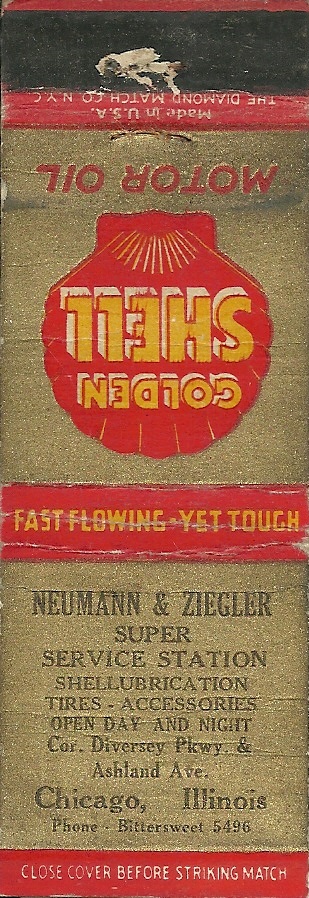 Made in U.S.A.
THE DIAMOND MATCH CO. N.Y.C.
MOTOR OIL
GOLDEN
SHELL
FAST FLOWING-YET TOUGH
NEUMANN & ZIEGLER
SUPER
SERVICE STATION
SHELLUBRICATION
TIRES - ACCESSORIES
OPEN DAY AND NIGHT
Cor. Diversey Pkwy. &
Ashland Ave.
Chicago, Illinois
Phone - Bittersweet 5496
CLOSE COVER BEFORE STRIKING MATCH